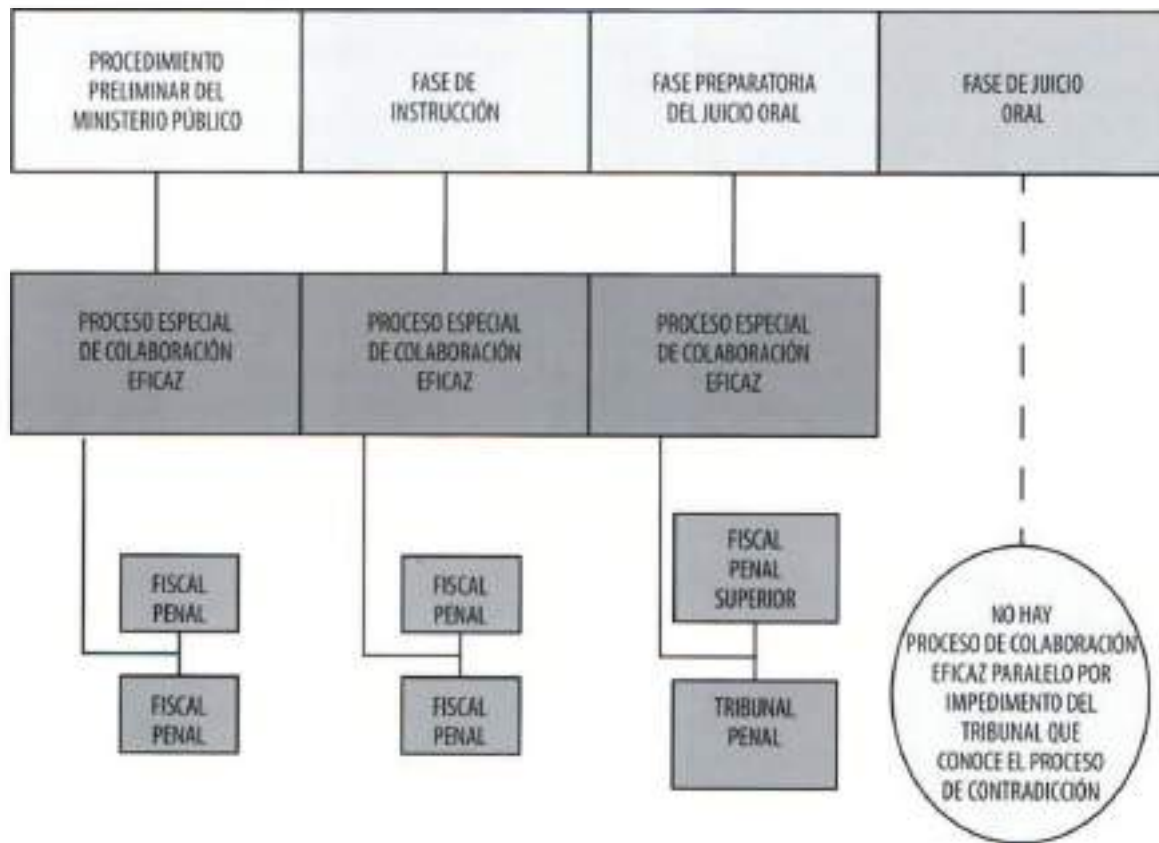 PROCEDIMIENTO
PRELIMINAR DEL
MINISTERIO PÚBLICO
FASE DE
INSTRUCCIÓN
FASE PREPARATORIA
DEL JUICIO ORAL
FASE DE JUICIO
ORAL
PROCESO ESPECIAL
DE COLABORACIÓN
EFICAZ
PROCESO ESPECIAL
DE COLABORACIÓN
EFICAZ
PROCESO ESPECIAL
DE COLABORACIÓN
EFICAZ
FISCAL
PENAL
FISCAL
PENAL
FISCAL
PENAL
FISCAL
PENAL
FISCAL
PENAL
SUPERIOR
TRIBUNAL
PENAL
NO HAY
PROCESO DE COLABORACIÓN
EFICAZ PARALELO POR
IMPEDIMENTO DEL
TRIBUNAL QUE
CONOCE EL PROCESO
DE CONTRADICCIÓN